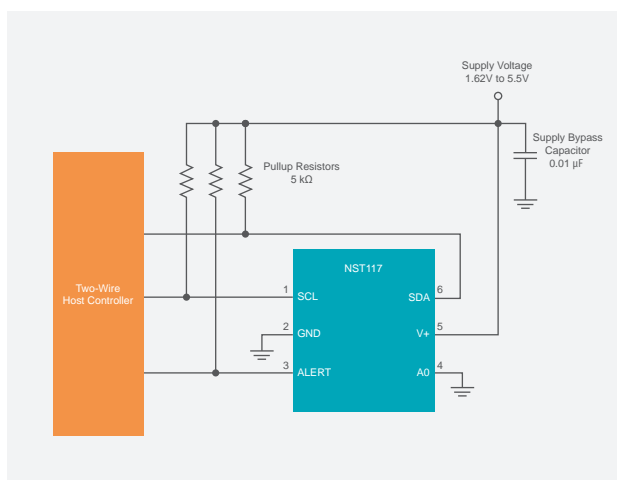 Supply Voltage
1.62V to 5.5V
Supply Bypass
Capacitor
0.01 µF
Pullup Resistors
5 kΩ
Two-Wire
Host Controller
NST117
1
SCL
SDA
6
2
GND
V+
5
3
ALERT
A0
4